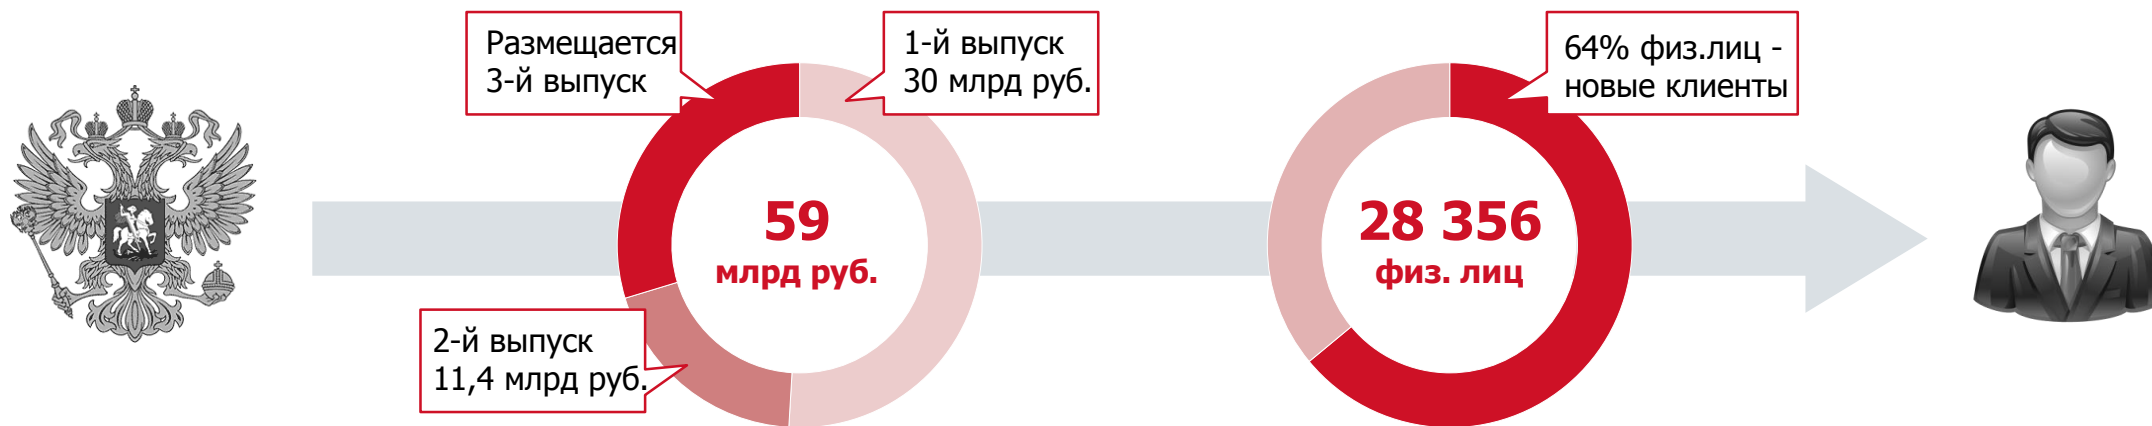 Размещается
3-й выпуск
1-й выпуск
30 млрд руб.
59
млрд руб.
2-й выпуск
11,4 млрд руб.
64% физ.лиц -
новые клиенты
28 356
физ. лиц